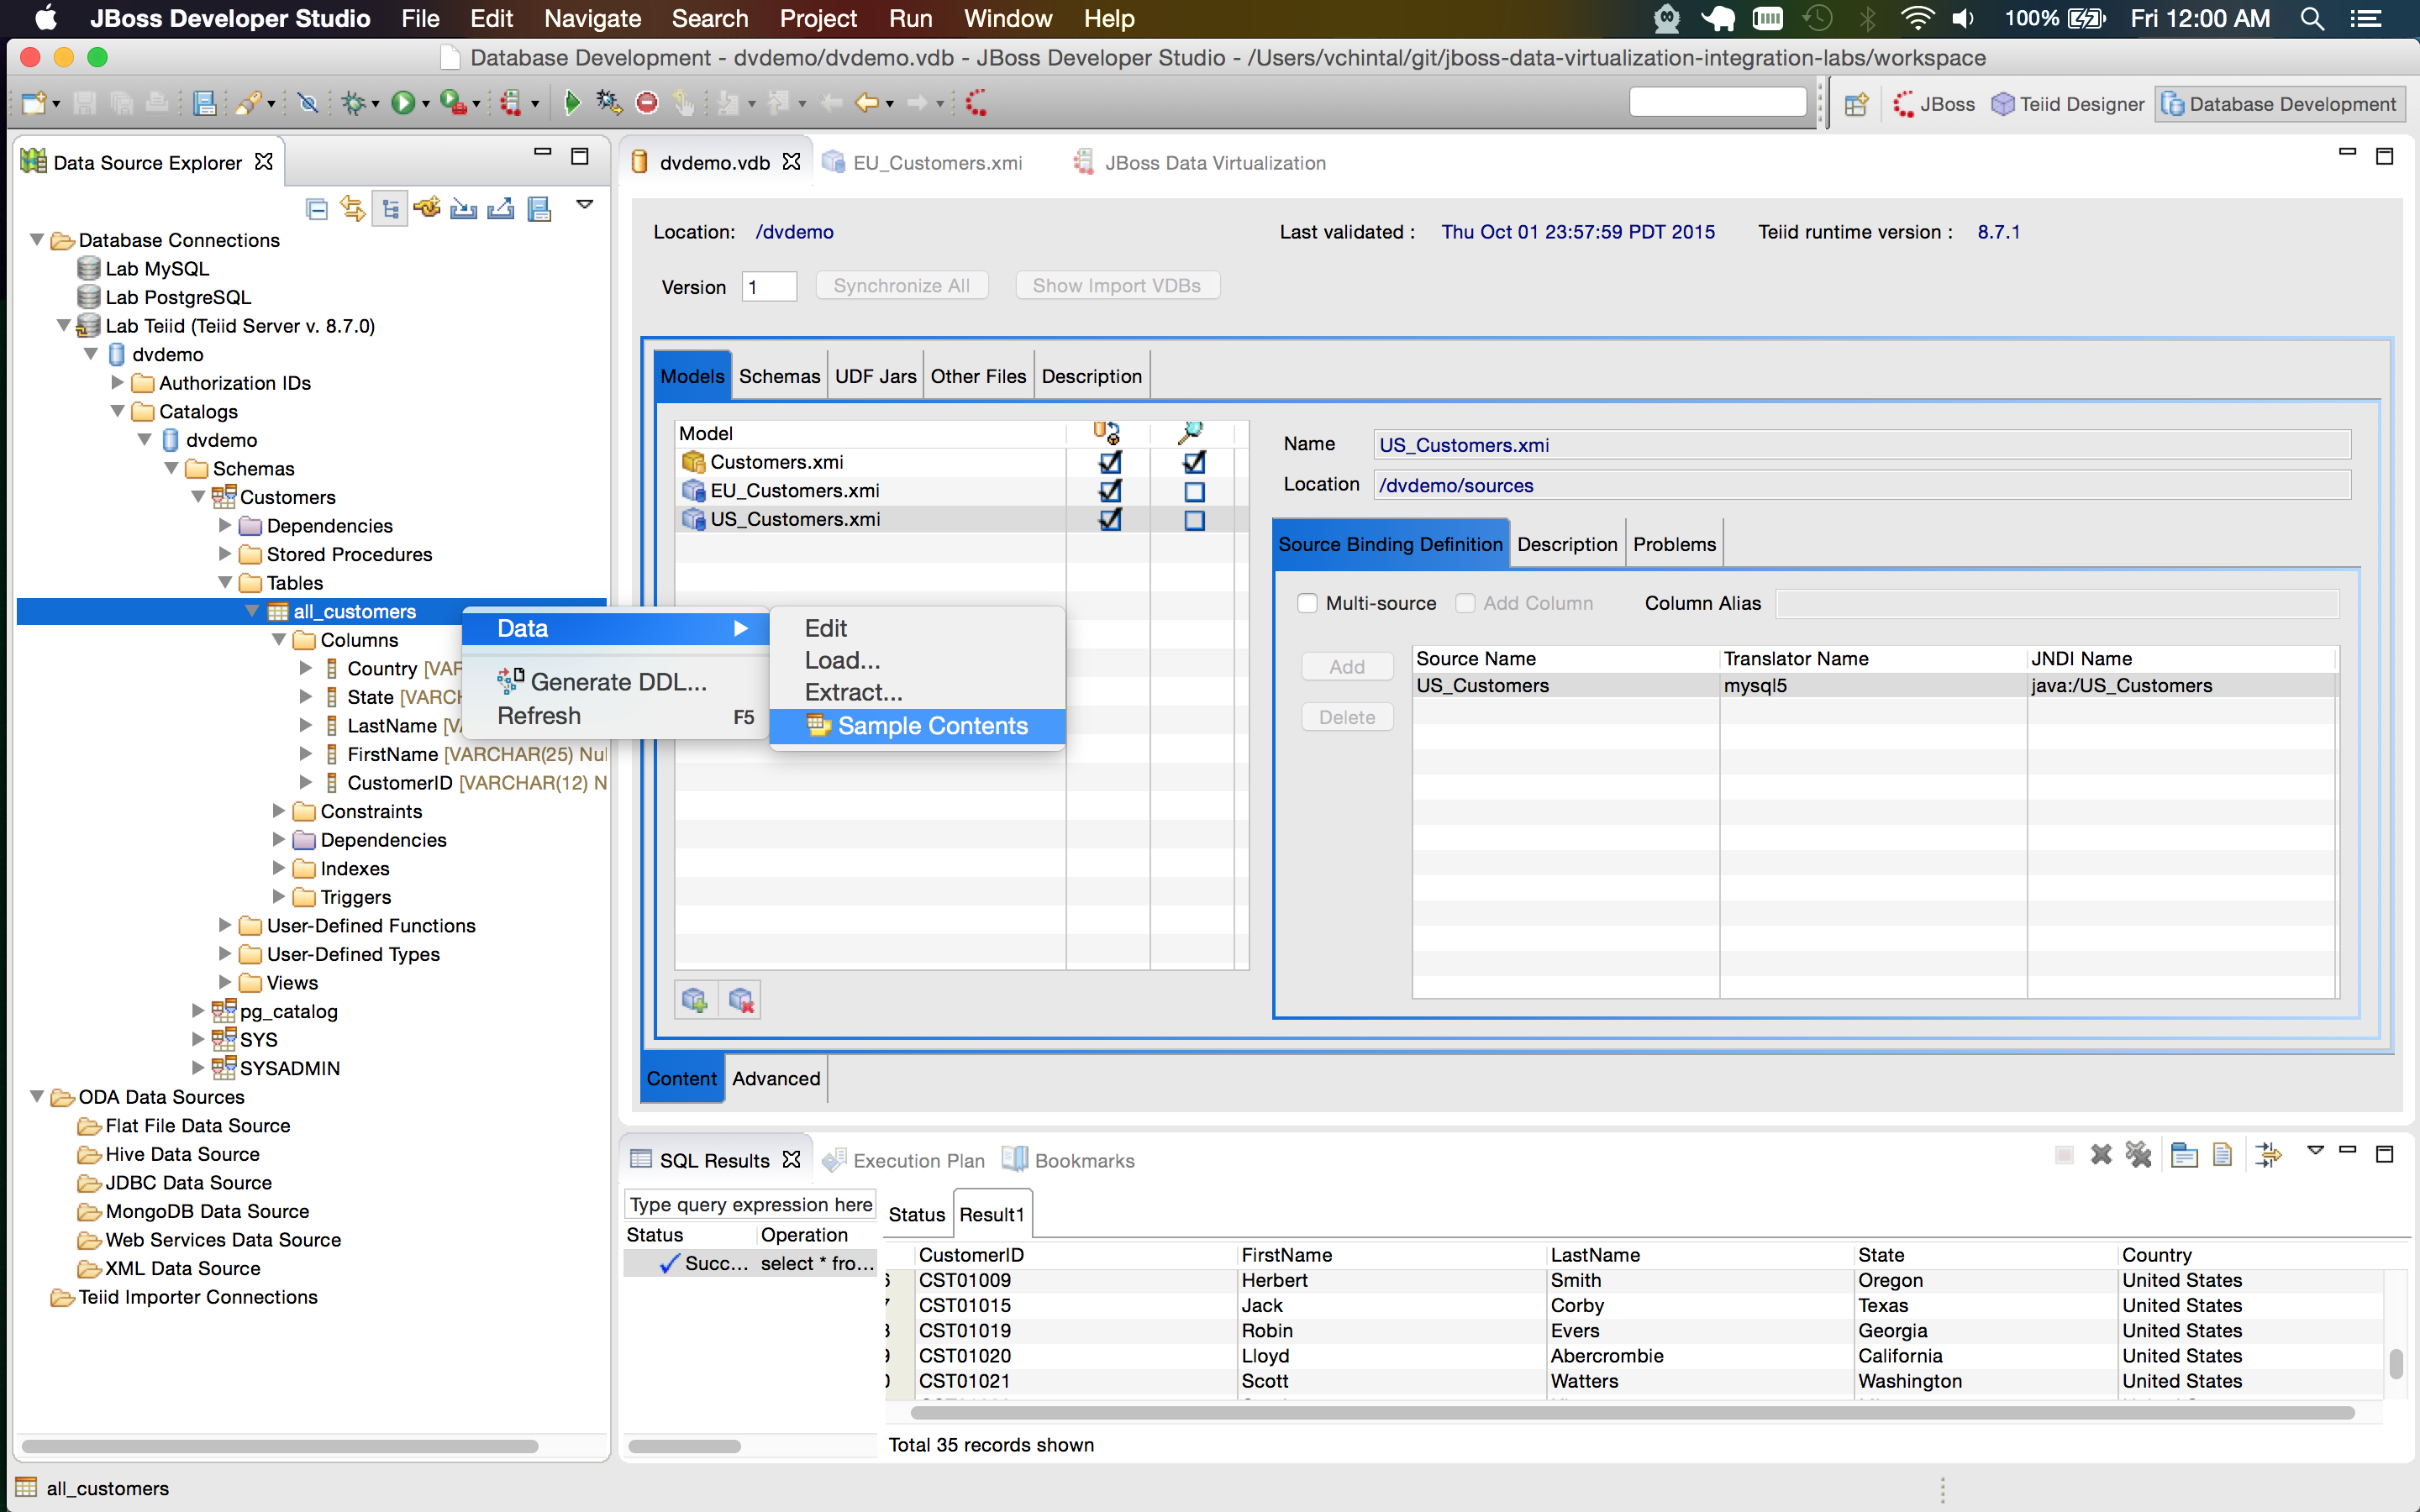 JBoss Developer Studio File Edit Navigate Search Project Run Window Help 100% Fri 12:00 AM
Database Development - dvdemo/dvdemo.vdb - JBoss Developer Studio - /Users/vchintal/git/jboss-data-virtualization-integration-labs/workspace
JBoss Teiid Designer Database Development
Data Source Explorer
Database Connections
Lab MySQL
Lab PostgreSQL
Lab Teiid (Teiid Server v. 8.7.0)
dvdemo
Authorization IDs
Catalogs
dvdemo
Schemas
Customers
Dependencies
Stored Procedures
Tables
all_customers
Columns
Country [VAR
State [VARCH
LastName [VA
FirstName [VARCHAR(25) Nul
CustomerID [VARCHAR(12) N
Constraints
Dependencies
Indexes
Triggers
User-Defined Functions
User-Defined Types
Views
pg_catalog
SYS
SYSADMIN
ODA Data Sources
Flat File Data Source
Hive Data Source
JDBC Data Source
MongoDB Data Source
Web Services Data Source
XML Data Source
Teiid Importer Connections
Data
Generate DDL...
Refresh F5
Edit
Load...
Extract...
Sample Contents
dvdemo.vdb EU_Customers.xmi JBoss Data Virtualization
Location: /dvdemo Last validated : Thu Oct 01 23:57:59 PDT 2015 Teiid runtime version : 8.7.1
Version 1 Synchronize All Show Import VDBs
Models Schemas UDF Jars Other Files Description
Model
Customers.xmi
EU_Customers.xmi
US_Customers.xmi
Name US_Customers.xmi
Location /dvdemo/sources
Source Binding Definition Description Problems
Multi-source Add Column Column Alias
Add
Delete
Source Name Translator Name JNDI Name
US_Customers mysql5 java:/US_Customers
Content Advanced
SQL Results Execution Plan Bookmarks
Type query expression here
Status Operation
Succ... select * fro...
Status Result1
CustomerID FirstName LastName State Country
CST01009 Herbert Smith Oregon United States
CST01015 Jack Corby Texas United States
CST01019 Robin Evers Georgia United States
CST01020 Lloyd Abercrombie California United States
CST01021 Scott Watters Washington United States
Total 35 records shown
all_customers